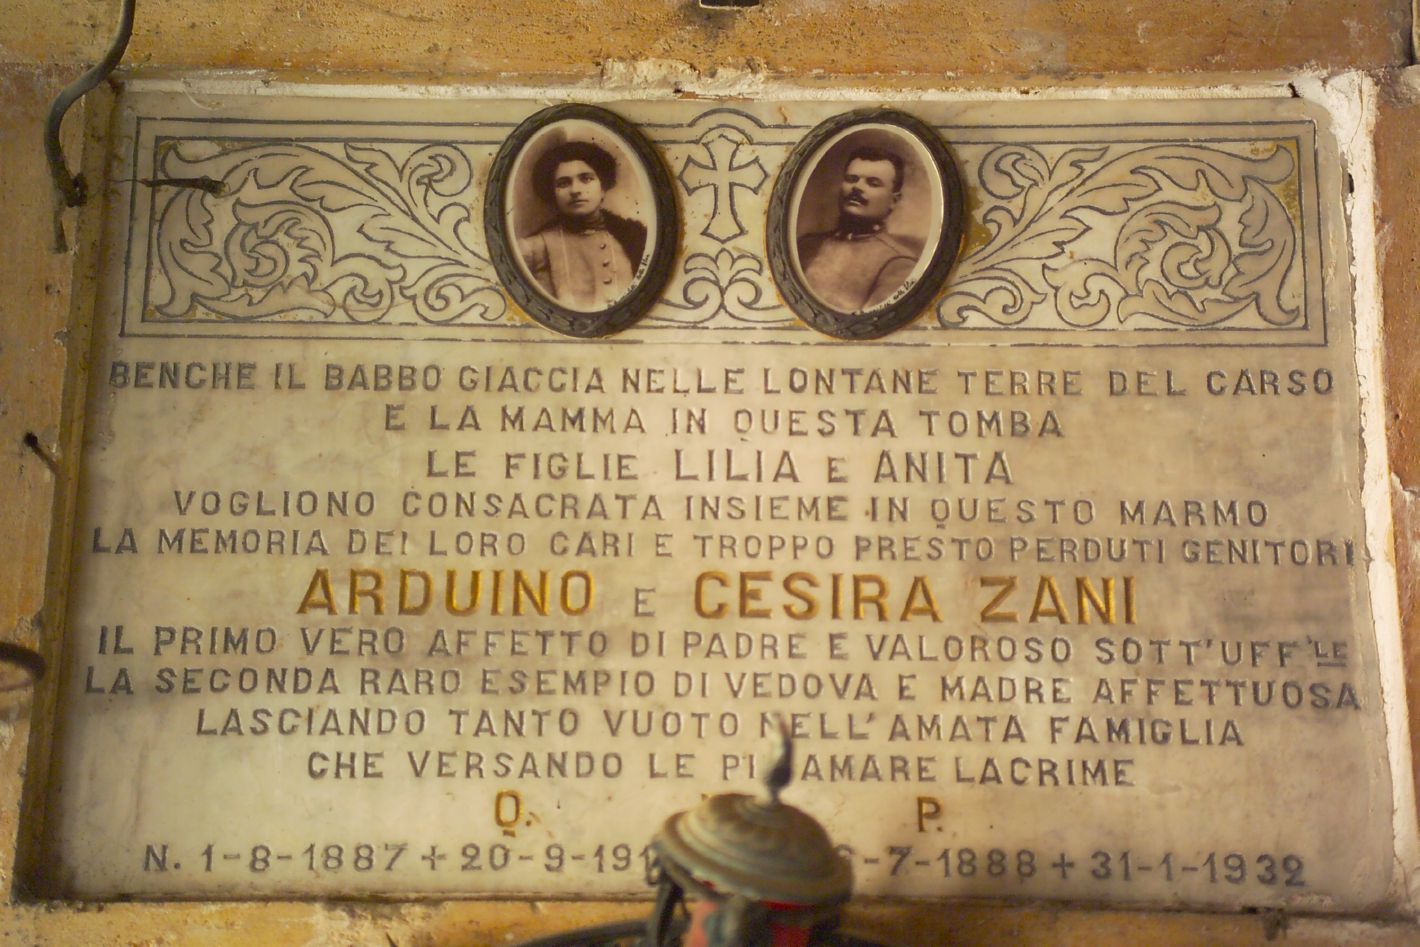 BENCHE IL BABBO GIACCIA NELLE LONTANE TERRE DEL CARSO
E LA MAMMA IN QUESTA TOMBA
LE FIGLIE LILIA E ANITA
VOGLIONO CONSACRATA INSIEME IN QUESTO MARMO
LA MEMORIA DEI LORO CARI E TROPPO PRESTO PERDUTI GENITORI
ARDUINO E CESIRA ZANI
IL PRIMO VERO AFFETTO DI PADRE E VALOROSO SOTT'UFF'LE
LA SECONDA RARO ESEMPIO DI VEDOVA E MADRE AFFETTUOSA
LASCIANDO TANTO VUOTO NELL'AMATA FAMIGLIA
CHE VERSANDO LE AMARE LACRIME
Q. P.
N. 1-8-1887 + 20-9-191 -7-1888 + 31-1-1932